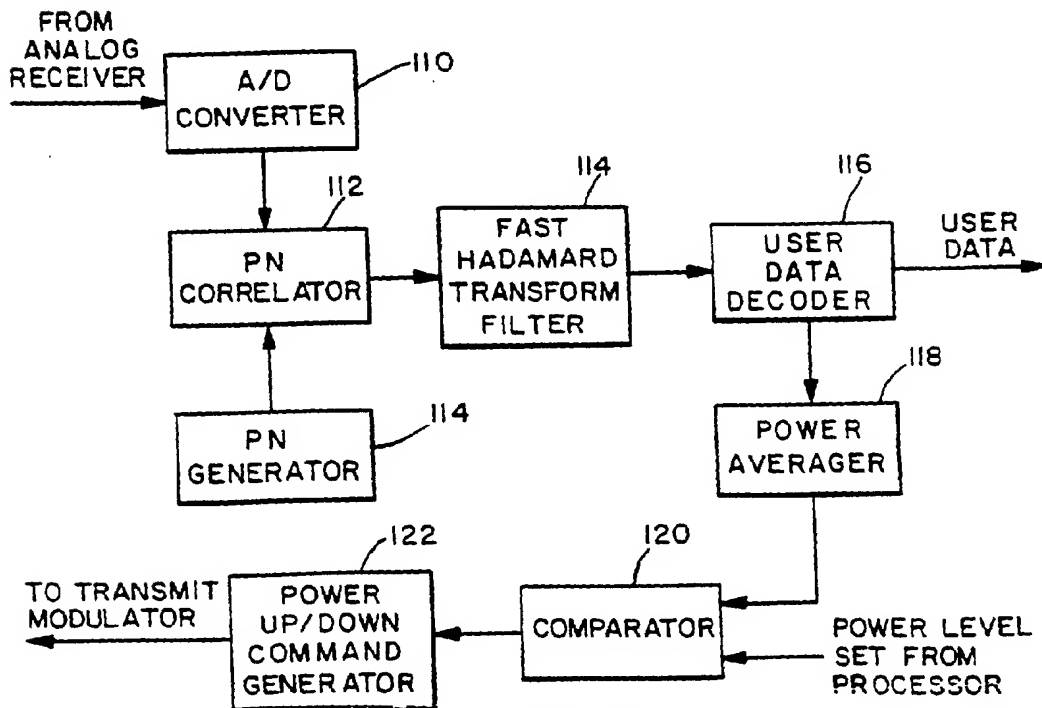 FROM
ANALOG
RECEIVER
A/D
CONVERTER
110
112
PN
CORRELATOR
114
FAST
HADAMARD
TRANSFORM
FILTER
116
USER
DATA
DECODER
USER
DATA
PN
GENERATOR
114
118
POWER
AVERAGER
TO TRANSMIT
MODULATOR
122
POWER
UP/DOWN
COMMAND
GENERATOR
120
COMPARATOR
POWER LEVEL
SET FROM
PROCESSOR